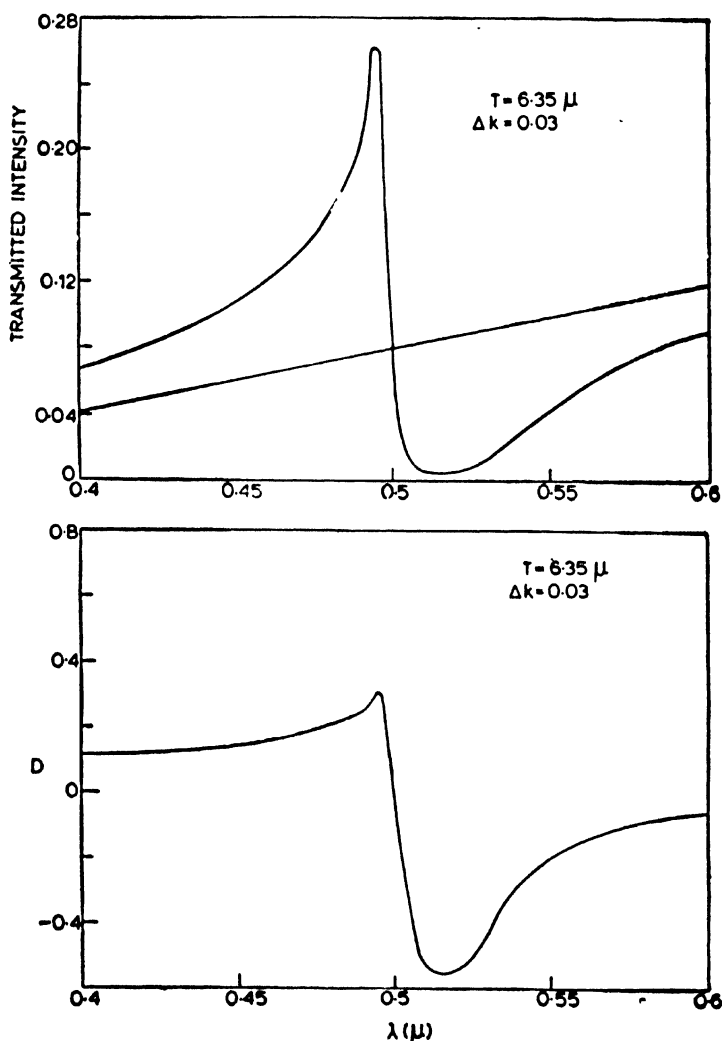 0·28
T = 6·35 μ
Δk = 0·03
0·20
TRANSMITTED INTENSITY
0·12
0·04
0
0·4 0·45 0·5 0·55 0·6
0·8
T = 6·35 μ
Δk = 0·03
0·4
D
0
−0·4
0·4 0·45 0·5 0·55 0·6
λ(μ)